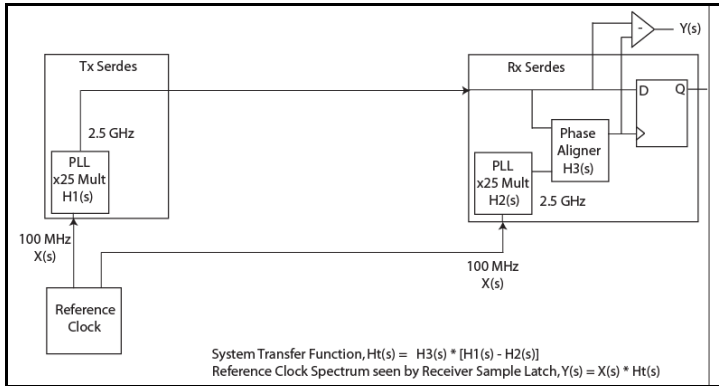 Y(s)
-
Tx Serdes
Rx Serdes
D
Q
2.5 GHz
Phase
Aligner
H3(s)
PLL
x25 Mult
H1(s)
PLL
x25 Mult
H2(s)
2.5 GHz
100 MHz
X(s)
100 MHz
X(s)
Reference
Clock
System Transfer Function, Ht(s) = H3(s) * [H1(s) - H2(s)]
Reference Clock Spectrum seen by Receiver Sample Latch, Y(s) = X(s) * Ht(s)